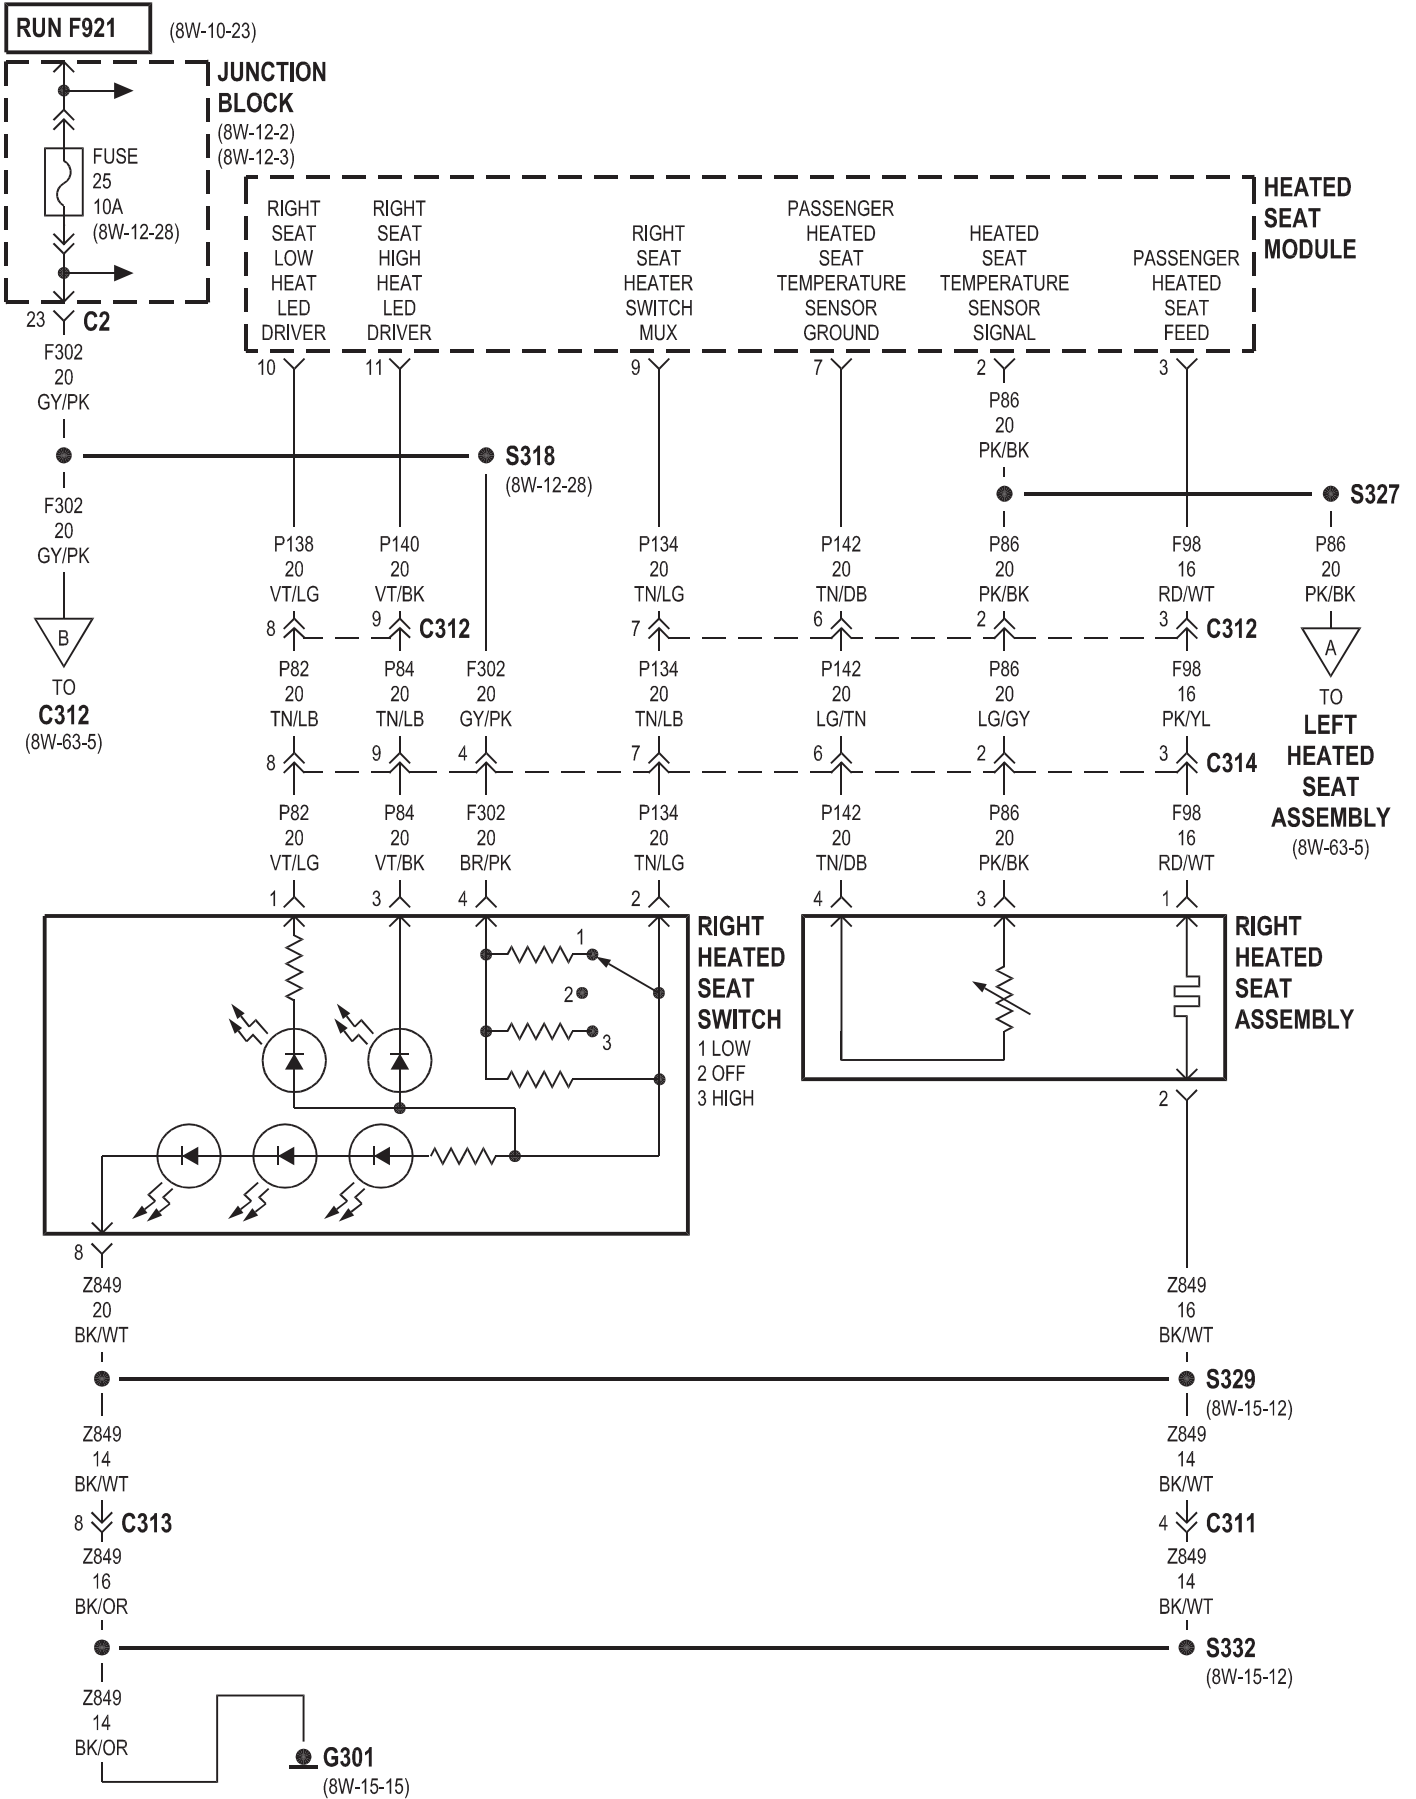 RUN F921
(8W-10-23)
JUNCTION
BLOCK
(8W-12-2)
(8W-12-3)
FUSE
25
10A
(8W-12-28)
23
C2
F302
20
GY/PK
F302
20
GY/PK
B
TO
C312
(8W-63-5)
HEATED
SEAT
MODULE
RIGHT
SEAT
LOW
HEAT
LED
DRIVER
RIGHT
SEAT
HIGH
HEAT
LED
DRIVER
RIGHT
SEAT
HEATER
SWITCH
MUX
PASSENGER
HEATED
SEAT
TEMPERATURE
SENSOR
GROUND
HEATED
SEAT
TEMPERATURE
SENSOR
SIGNAL
PASSENGER
HEATED
SEAT
FEED
10
11
9
7
2
3
P86
20
PK/BK
S318
(8W-12-28)
S327
P138
20
VT/LG
P140
20
VT/BK
P134
20
TN/LG
P142
20
TN/DB
P86
20
PK/BK
F98
16
RD/WT
P86
20
PK/BK
8
9
C312
7
6
2
3
C312
A
TO
LEFT
HEATED
SEAT
ASSEMBLY
(8W-63-5)
P82
20
TN/LB
P84
20
TN/LB
F302
20
GY/PK
P134
20
TN/LB
P142
20
LG/TN
P86
20
LG/GY
F98
16
PK/YL
8
9
4
7
6
2
3
C314
P82
20
VT/LG
P84
20
VT/BK
F302
20
BR/PK
P134
20
TN/LG
P142
20
TN/DB
P86
20
PK/BK
F98
16
RD/WT
1
3
4
2
4
3
1
1
2
3
RIGHT
HEATED
SEAT
SWITCH
1 LOW
2 OFF
3 HIGH
RIGHT
HEATED
SEAT
ASSEMBLY
8
2
Z849
20
BK/WT
Z849
16
BK/WT
S329
(8W-15-12)
Z849
14
BK/WT
Z849
14
BK/WT
8
C313
4
C311
Z849
16
BK/OR
Z849
14
BK/WT
S332
(8W-15-12)
Z849
14
BK/OR
G301
(8W-15-15)